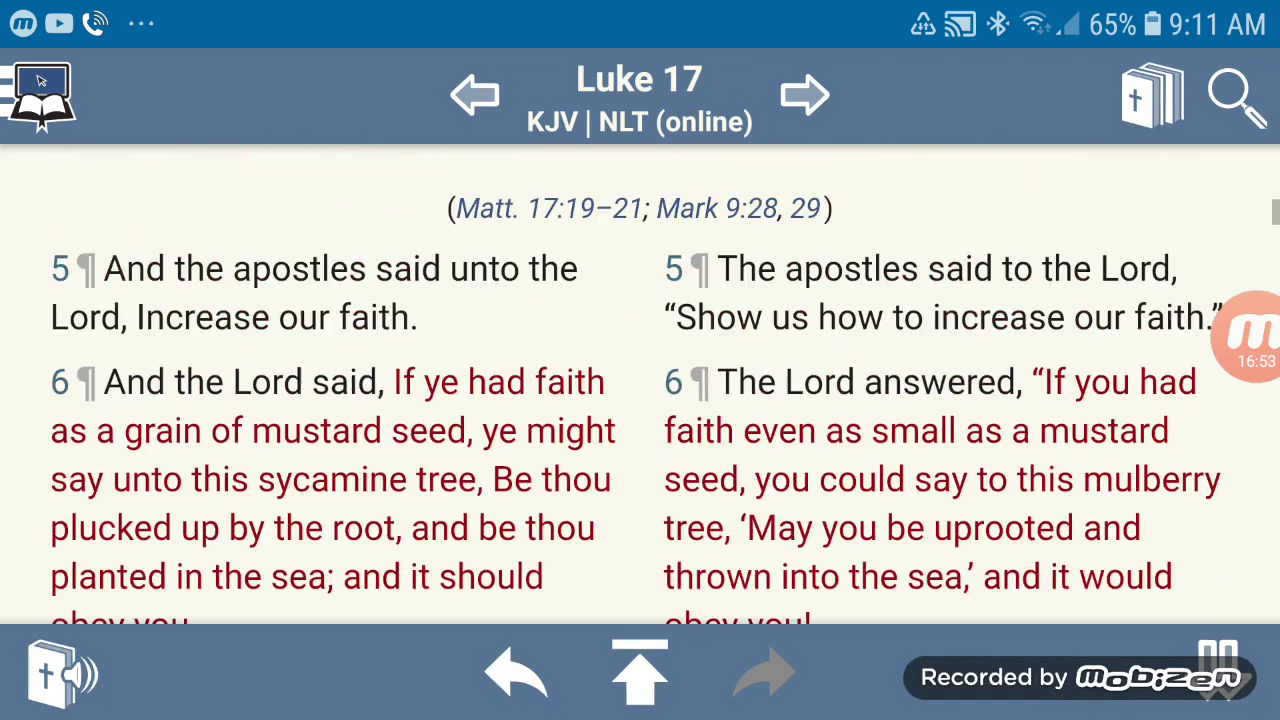 65% 9:11 AM
Luke 17
KJV | NLT (online)
(Matt. 17:19–21; Mark 9:28, 29)
5 ¶ And the apostles said unto the
Lord, Increase our faith.
6 ¶ And the Lord said, If ye had faith
as a grain of mustard seed, ye might
say unto this sycamine tree, Be thou
plucked up by the root, and be thou
planted in the sea; and it should
obey you.
5 ¶ The apostles said to the Lord,
“Show us how to increase our faith.”
6 ¶ The Lord answered, “If you had
faith even as small as a mustard
seed, you could say to this mulberry
tree, ‘May you be uprooted and
thrown into the sea,’ and it would
obey you!
16:53
Recorded by mobizen